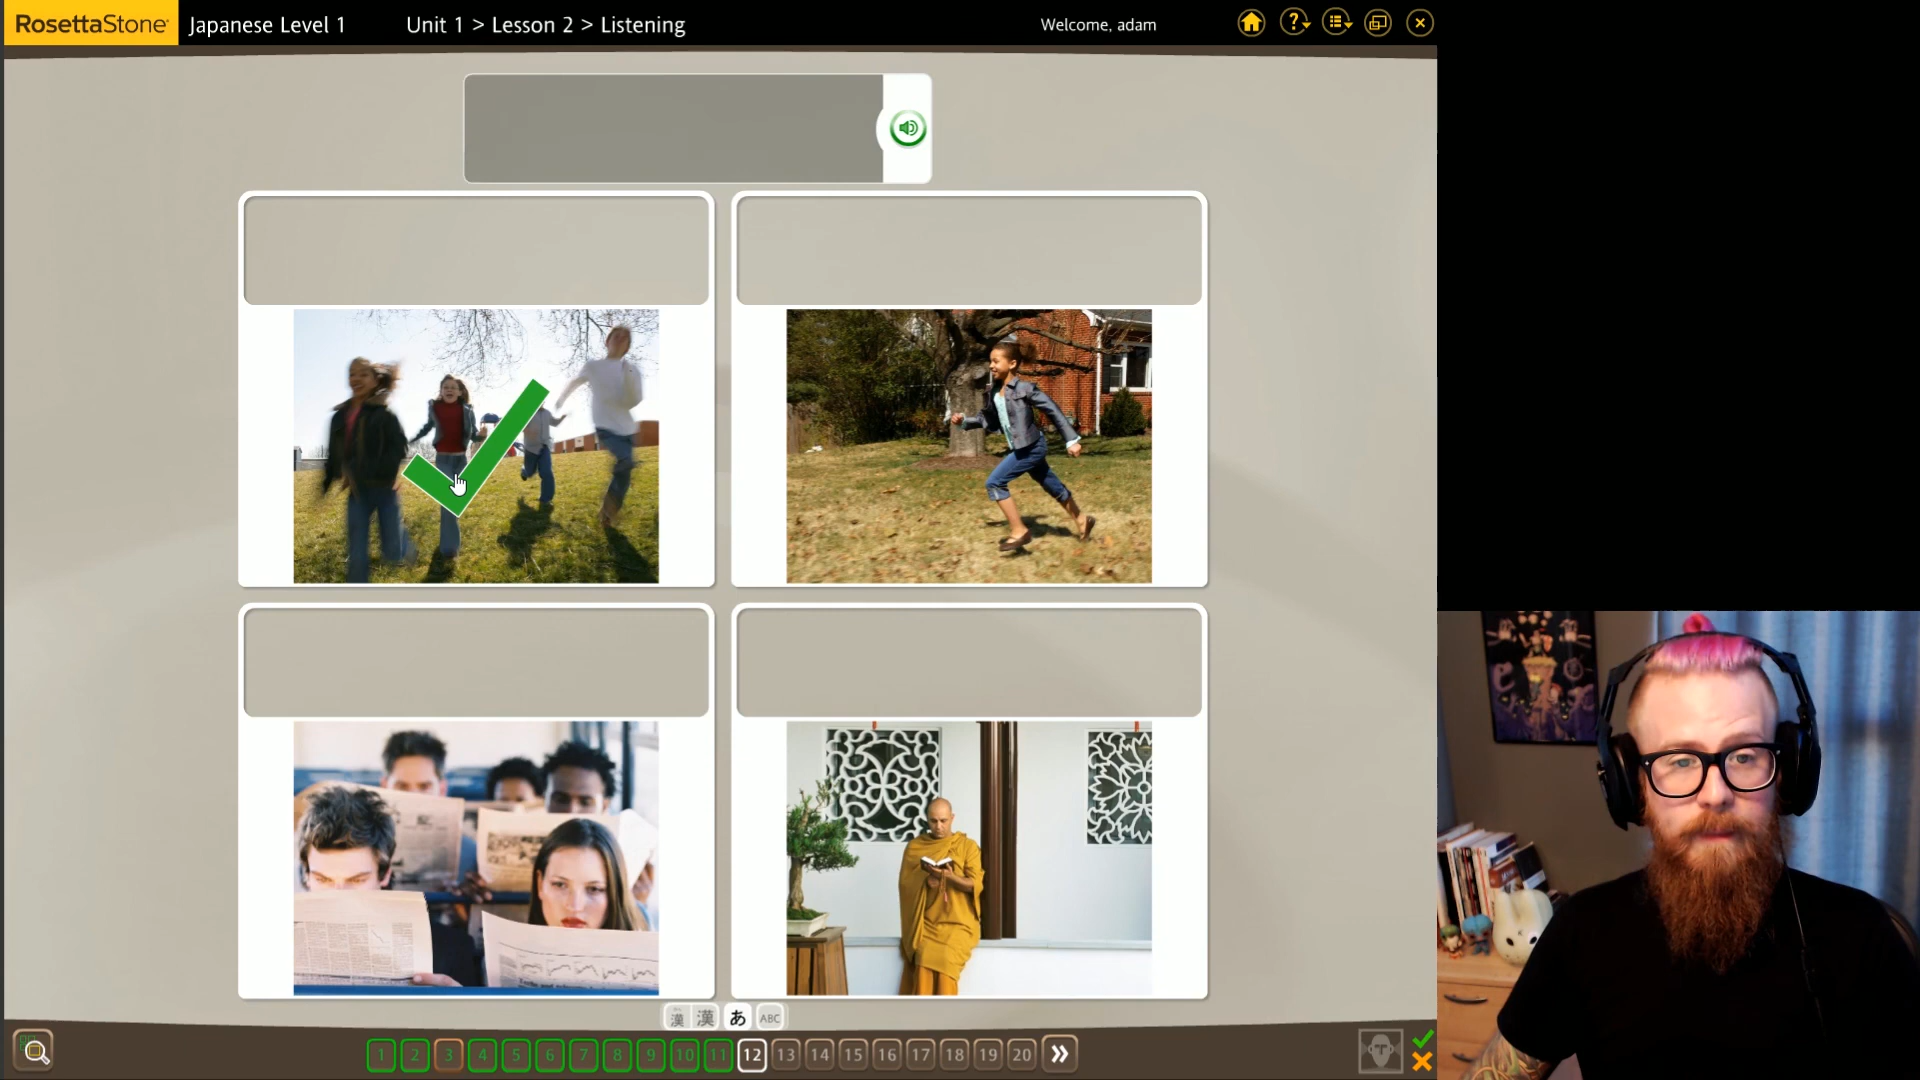 RosettaStone
Japanese Level 1
Unit 1 > Lesson 2 > Listening
Welcome, adam
漢 漢 あ ABC
1 2 3 4 5 6 7 8 9 10 11 12 13 14 15 16 17 18 19 20